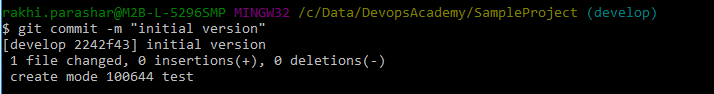 rakhi.parashar@M2B-L-5296SMP MINGW32 /c/Data/DevopsAcademy/SampleProject (develop)
$ git commit -m "initial version"
[develop 2242f43] initial version
 1 file changed, 0 insertions(+), 0 deletions(-)
 create mode 100644 test